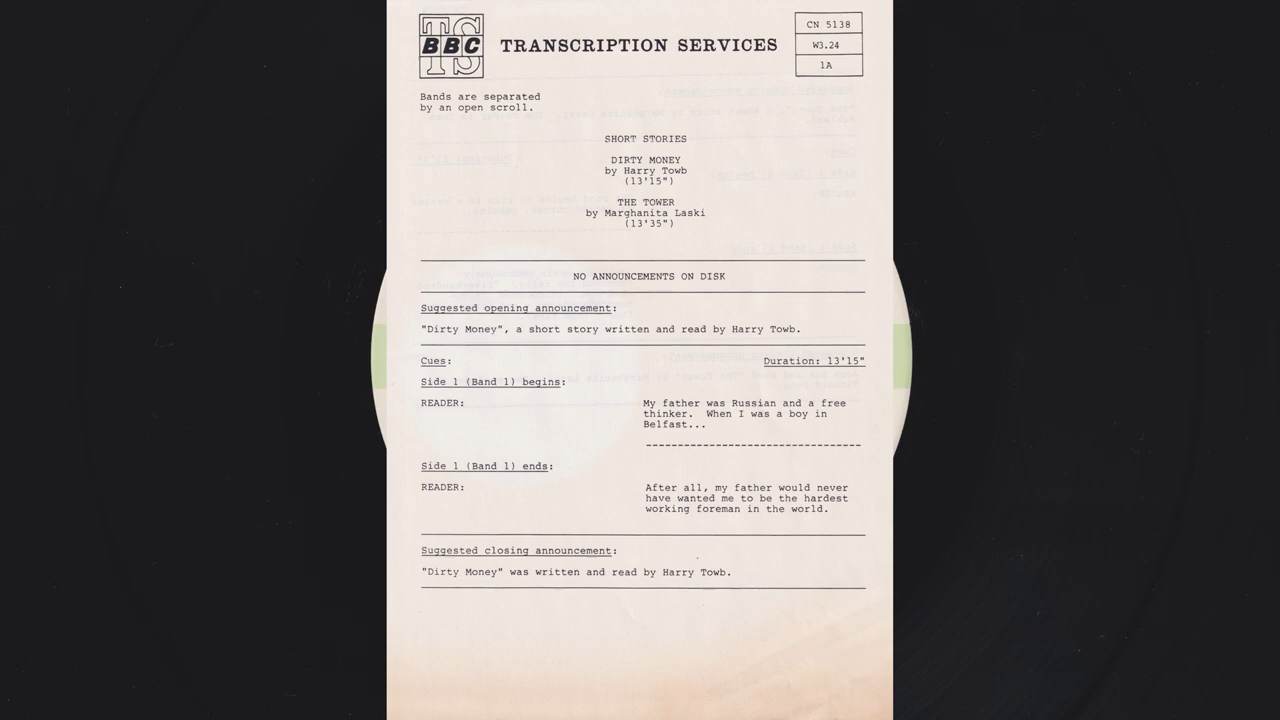 TS
BBC
TRANSCRIPTION SERVICES
CN 5138
W3.24
1A
Bands are separated
by an open scroll.
SHORT STORIES
DIRTY MONEY
by Harry Towb
(13'15")
THE TOWER
by Marghanita Laski
(13'35")
NO ANNOUNCEMENTS ON DISK
Suggested opening announcement:
"Dirty Money", a short story written and read by Harry Towb.
Cues:
Duration: 13'15"
Side 1 (Band 1) begins:
READER:
My father was Russian and a free
thinker.  When I was a boy in
Belfast...
---------------------------------
Side 1 (Band 1) ends:
READER:
After all, my father would never
have wanted me to be the hardest
working foreman in the world.
Suggested closing announcement:
"Dirty Money" was written and read by Harry Towb.